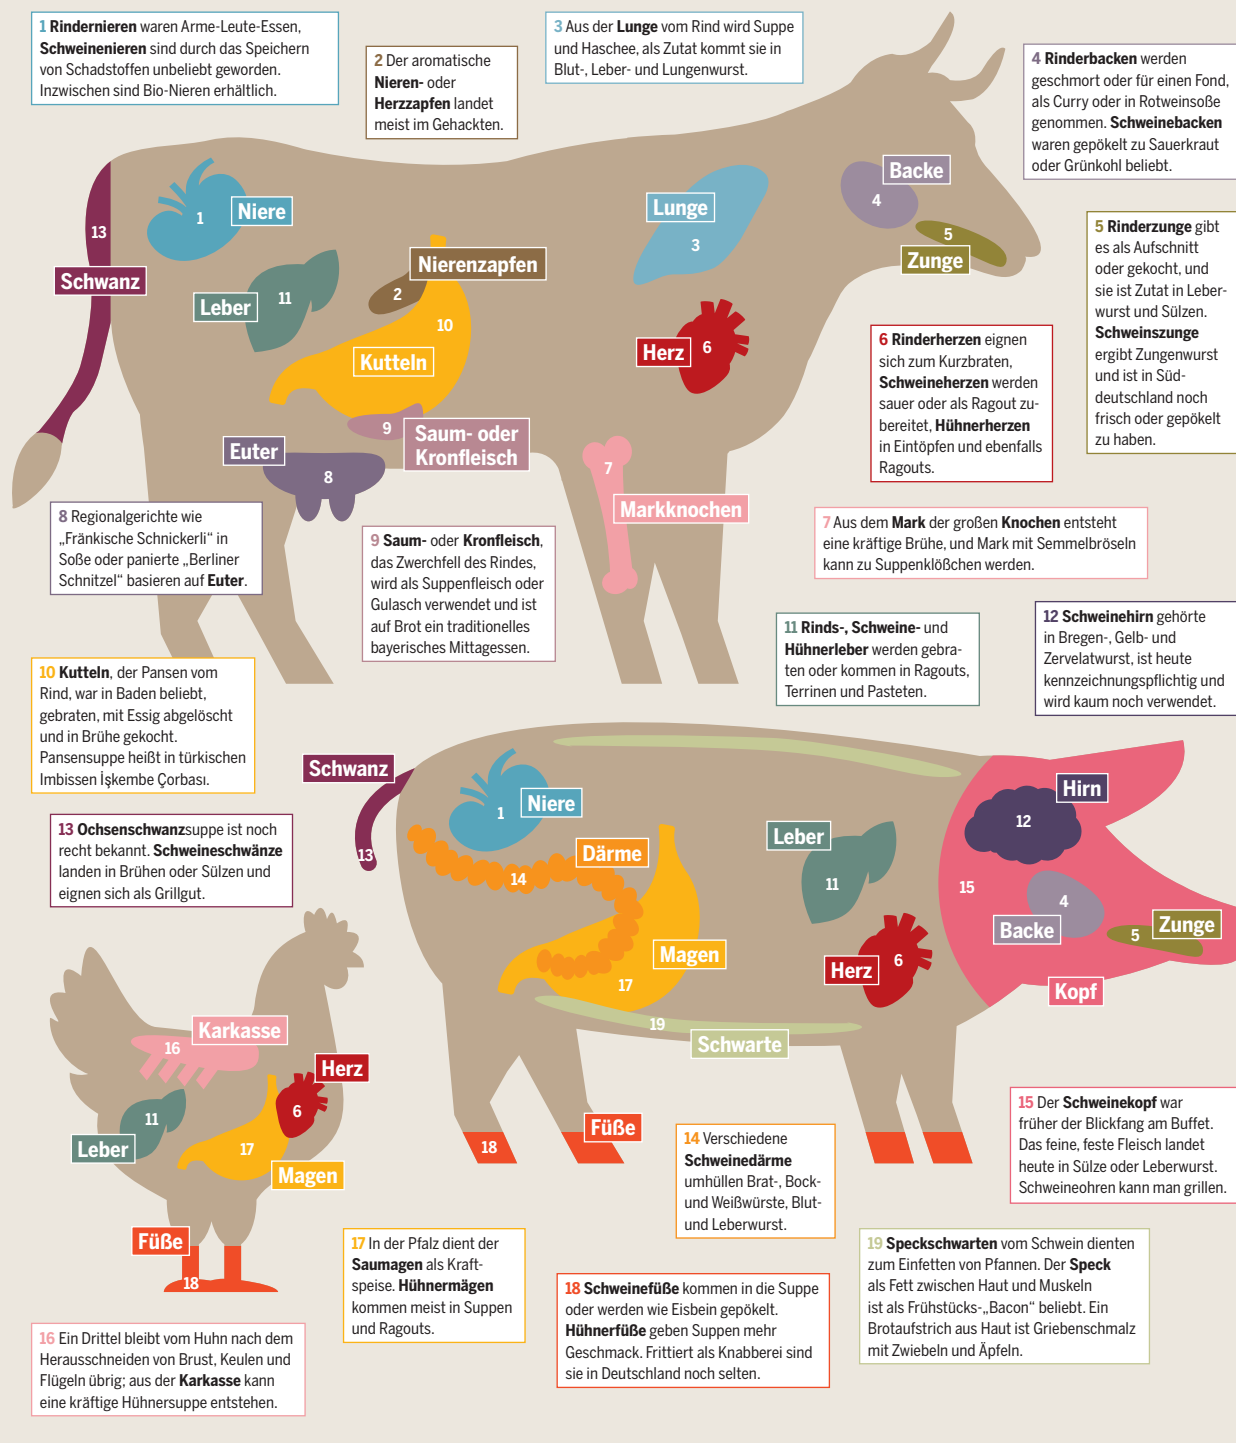 1 Rindernieren waren Arme-Leute-Essen,
Schweinenieren sind durch das Speichern
von Schadstoffen unbeliebt geworden.
Inzwischen sind Bio-Nieren erhältlich.
2 Der aromatische
Nieren- oder
Herzzapfen landet
meist im Gehackten.
3 Aus der Lunge vom Rind wird Suppe
und Haschee, als Zutat kommt sie in
Blut-, Leber- und Lungenwurst.
4 Rinderbacken werden
geschmort oder für einen Fond,
als Curry oder in Rotweinsoße
genommen. Schweinebacken
waren gepökelt zu Sauerkraut
oder Grünkohl beliebt.
13
Schwanz
1
Niere
Leber
11
Nierenzapfen
2
10
Kutteln
Lunge
3
Backe
4
5
Zunge
Herz
6
9
Saum- oder
Kronfleisch
Euter
8
7
Markknochen
5 Rinderzunge gibt
es als Aufschnitt
oder gekocht, und
sie ist Zutat in Leber-
wurst und Sülzen.
Schweinszunge
ergibt Zungenwurst
und ist in Süd-
deutschland noch
frisch oder gepökelt
zu haben.
6 Rinderherzen eignen
sich zum Kurzbraten,
Schweineherzen werden
sauer oder als Ragout zu-
bereitet, Hühnerherzen
in Eintöpfen und ebenfalls
Ragouts.
7 Aus dem Mark der großen Knochen entsteht
eine kräftige Brühe, und Mark mit Semmelbröseln
kann zu Suppenklößchen werden.
8 Regionalgerichte wie
„Fränkische Schnickerli“ in
Soße oder panierte „Berliner
Schnitzel“ basieren auf Euter.
9 Saum- oder Kronfleisch,
das Zwerchfell des Rindes,
wird als Suppenfleisch oder
Gulasch verwendet und ist
auf Brot ein traditionelles
bayerisches Mittagessen.
10 Kutteln, der Pansen vom
Rind, war in Baden beliebt,
gebraten, mit Essig abgelöscht
und in Brühe gekocht.
Pansensuppe heißt in türkischen
Imbissen İşkembe Çorbası.
11 Rinds-, Schweine- und
Hühnerleber werden gebra-
ten oder kommen in Ragouts,
Terrinen und Pasteten.
12 Schweinehirn gehörte
in Bregen-, Gelb- und
Zervelatwurst, ist heute
kennzeichnungspflichtig und
wird kaum noch verwendet.
13 Ochsenschwanzsuppe ist noch
recht bekannt. Schweineschwänze
landen in Brühen oder Sülzen und
eignen sich als Grillgut.
Schwanz
13
1
Niere
14
Därme
Magen
17
Leber
11
Herz
6
Hirn
12
15
4
Backe
5
Zunge
Kopf
19
Schwarte
18
Füße
Karkasse
16
Herz
6
11
Leber
17
Magen
Füße
18
14 Verschiedene
Schweinedärme
umhüllen Brat-, Bock-
und Weißwürste, Blut-
und Leberwurst.
15 Der Schweinekopf war
früher der Blickfang am Buffet.
Das feine, feste Fleisch landet
heute in Sülze oder Leberwurst.
Schweineohren kann man grillen.
16 Ein Drittel bleibt vom Huhn nach dem
Herausschneiden von Brust, Keulen und
Flügeln übrig; aus der Karkasse kann
eine kräftige Hühnersuppe entstehen.
17 In der Pfalz dient der
Saumagen als Kraft-
speise. Hühnermägen
kommen meist in Suppen
und Ragouts.
18 Schweinefüße kommen in die Suppe
oder werden wie Eisbein gepökelt.
Hühnerfüße geben Suppen mehr
Geschmack. Frittiert als Knabberei sind
sie in Deutschland noch selten.
19 Speckschwarten vom Schwein dienten
zum Einfetten von Pfannen. Der Speck
als Fett zwischen Haut und Muskeln
ist als Frühstücks-„Bacon“ beliebt. Ein
Brotaufstrich aus Haut ist Griebenschmalz
mit Zwiebeln und Äpfeln.